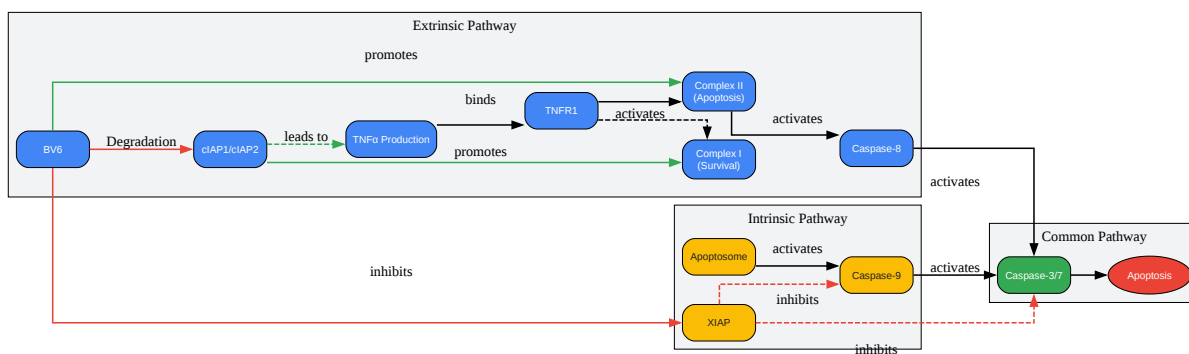 Extrinsic Pathway
promotes
Complex II
(Apoptosis)
binds
TNFR1
activates
activates
BV6
Degradation
cIAP1/cIAP2
leads to
TNFα Production
promotes
Complex I
(Survival)
Caspase-8
activates
Intrinsic Pathway
Apoptosome
activates
Caspase-9
activates
inhibits
inhibits
XIAP
inhibits
Common Pathway
Caspase-3/7
Apoptosis